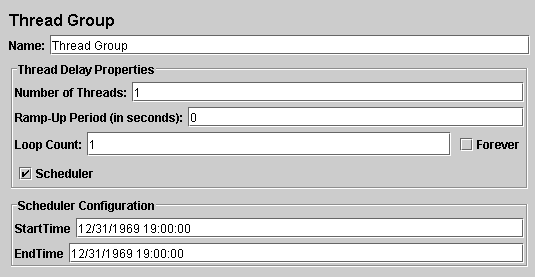 Thread Group
Name: Thread Group
Thread Delay Properties
Number of Threads: 1
Ramp-Up Period (in seconds): 0
Loop Count: 1 Forever
Scheduler
Scheduler Configuration
StartTime 12/31/1969 19:00:00
EndTime 12/31/1969 19:00:00